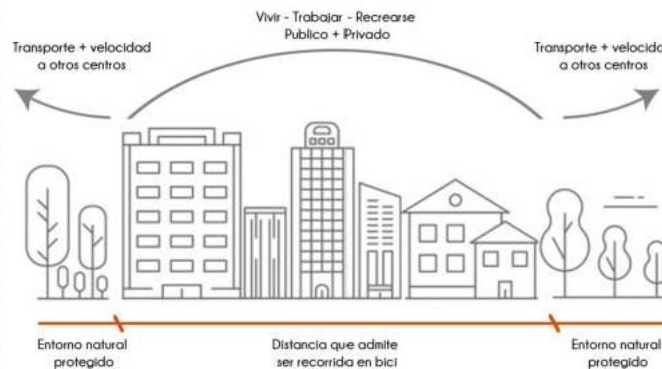 Vivir - Trabajar - Recrearse
Publico + Privado
Transporte + velocidad
a otros centros
Transporte + velocida
a otros centros
Entorno natural
protegido
Distancia que admite
ser recorrida en bici
Entorno natural
protegido